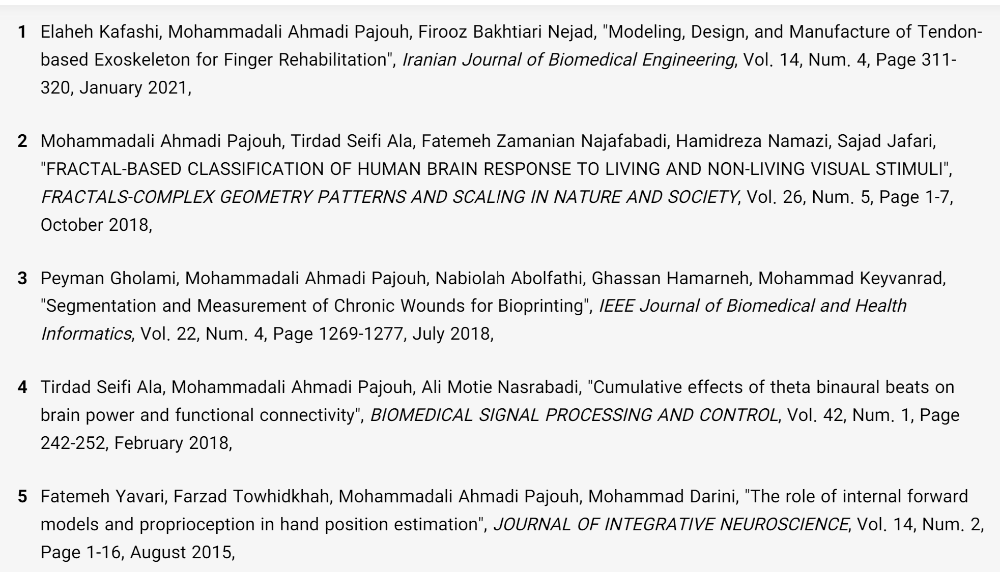 1 Elaheh Kafashi, Mohammadali Ahmadi Pajouh, Firooz Bakhtiari Nejad, "Modeling, Design, and Manufacture of Tendon-
based Exoskeleton for Finger Rehabilitation", Iranian Journal of Biomedical Engineering, Vol. 14, Num. 4, Page 311-
320, January 2021,
2 Mohammadali Ahmadi Pajouh, Tirdad Seifi Ala, Fatemeh Zamanian Najafabadi, Hamidreza Namazi, Sajad Jafari,
"FRACTAL-BASED CLASSIFICATION OF HUMAN BRAIN RESPONSE TO LIVING AND NON-LIVING VISUAL STIMULI",
FRACTALS-COMPLEX GEOMETRY PATTERNS AND SCALING IN NATURE AND SOCIETY, Vol. 26, Num. 5, Page 1-7,
October 2018,
3 Peyman Gholami, Mohammadali Ahmadi Pajouh, Nabiolah Abolfathi, Ghassan Hamarneh, Mohammad Keyvanrad,
"Segmentation and Measurement of Chronic Wounds for Bioprinting", IEEE Journal of Biomedical and Health
Informatics, Vol. 22, Num. 4, Page 1269-1277, July 2018,
4 Tirdad Seifi Ala, Mohammadali Ahmadi Pajouh, Ali Motie Nasrabadi, "Cumulative effects of theta binaural beats on
brain power and functional connectivity", BIOMEDICAL SIGNAL PROCESSING AND CONTROL, Vol. 42, Num. 1, Page
242-252, February 2018,
5 Fatemeh Yavari, Farzad Towhidkhah, Mohammadali Ahmadi Pajouh, Mohammad Darini, "The role of internal forward
models and proprioception in hand position estimation", JOURNAL OF INTEGRATIVE NEUROSCIENCE, Vol. 14, Num. 2,
Page 1-16, August 2015,